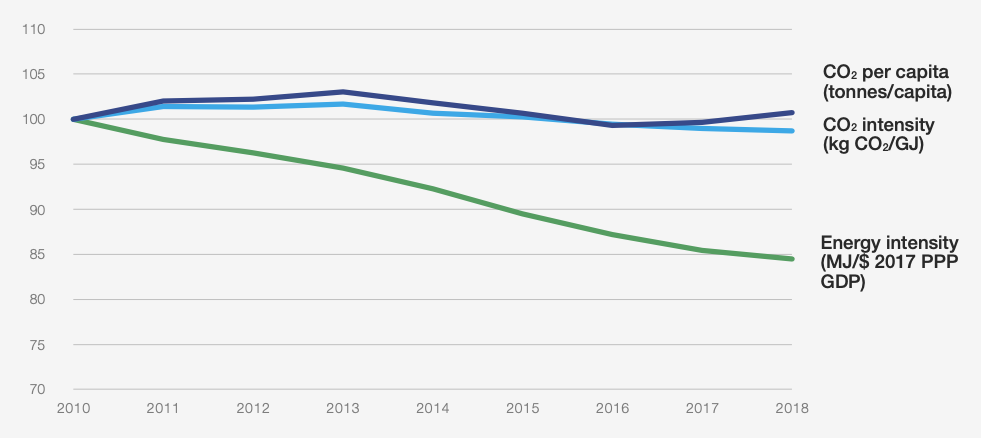 110
105
100
95
90
85
80
75
70
2010 2011 2012 2013 2014 2015 2016 2017 2018
CO₂ per capita
(tonnes/capita)
CO₂ intensity
(kg CO₂/GJ)
Energy intensity
(MJ/$ 2017 PPP
GDP)